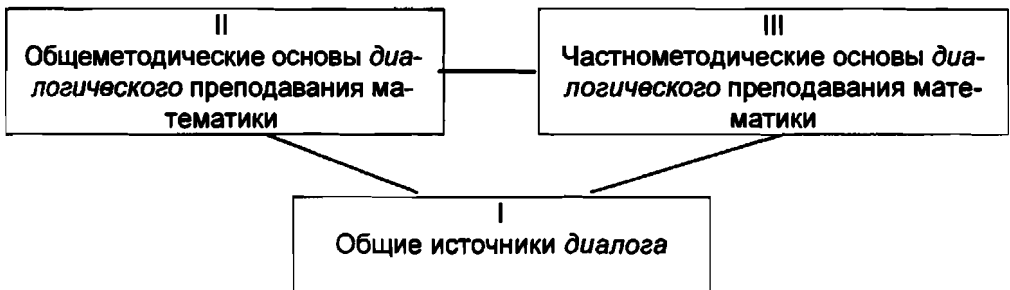 II
Общеметодические основы диа-
логического преподавания ма-
тематики
III
Частнометодические основы диа-
логического преподавания мате-
матики
I
Общие источники диалога